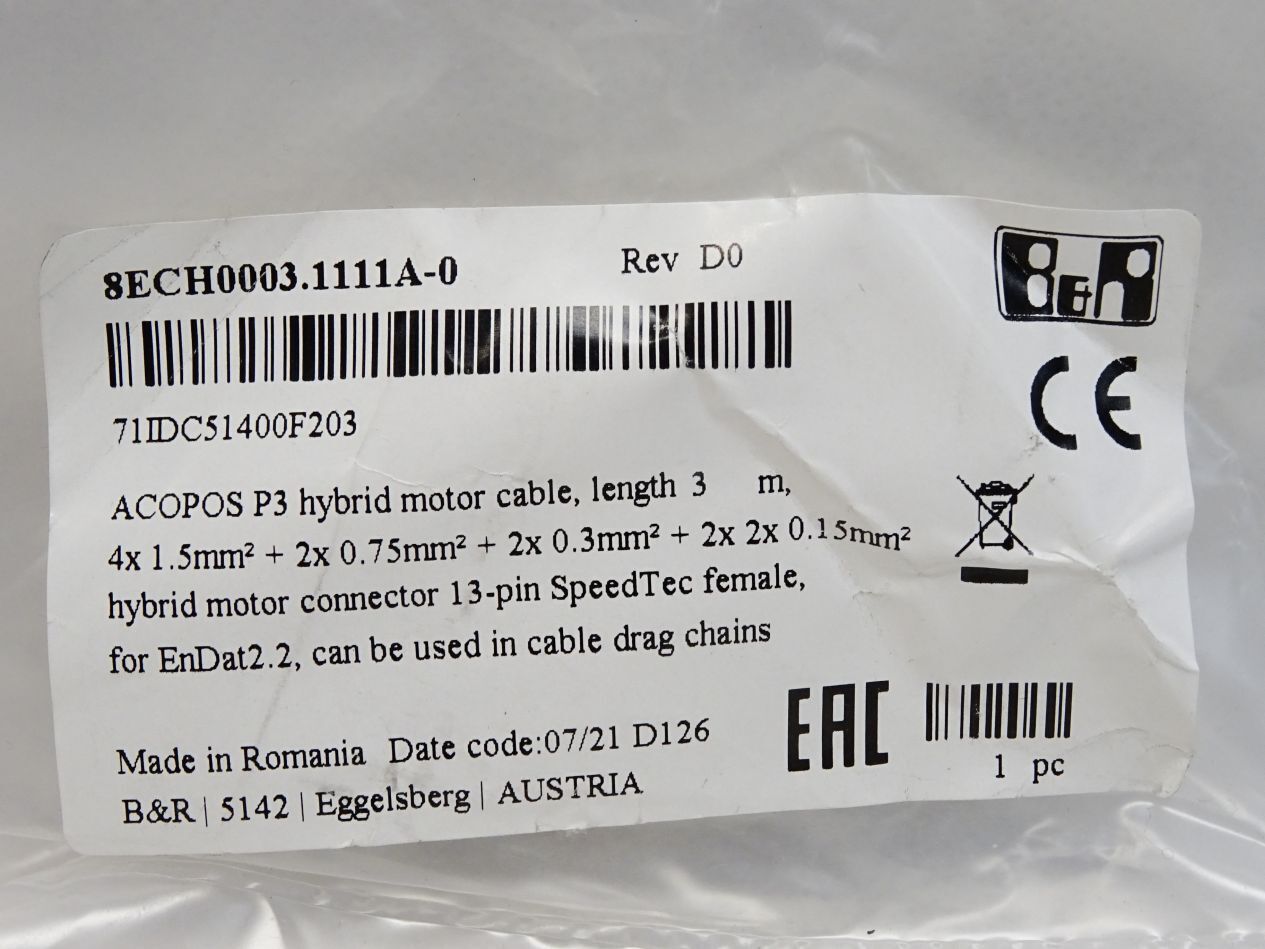 8ECH0003.1111A-0 Rev D0
B&R
CE
71IDC51400F203
ACOPOS P3 hybrid motor cable, length 3 m,
4x 1.5mm² + 2x 0.75mm² + 2x 0.3mm² + 2x 2x 0.15mm²
hybrid motor connector 13-pin SpeedTec female,
for EnDat2.2, can be used in cable drag chains
EAC
1 pc
Made in Romania Date code:07/21 D126
B&R | 5142 | Eggelsberg | AUSTRIA